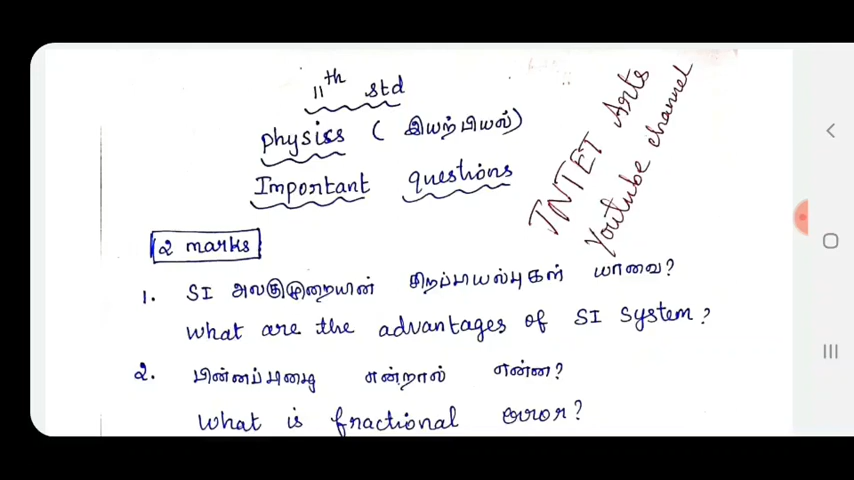 11th std
Physics ( இயற்பியல்)
Important questions
TNTET Arts
Youtube channel
2 marks
1. SI அலகுமுறையின் சிறப்பியல்புகள் யாவை?
What are the advantages of SI System?
2. பின்னப்பிழை என்றால் என்ன?
What is fractional error?